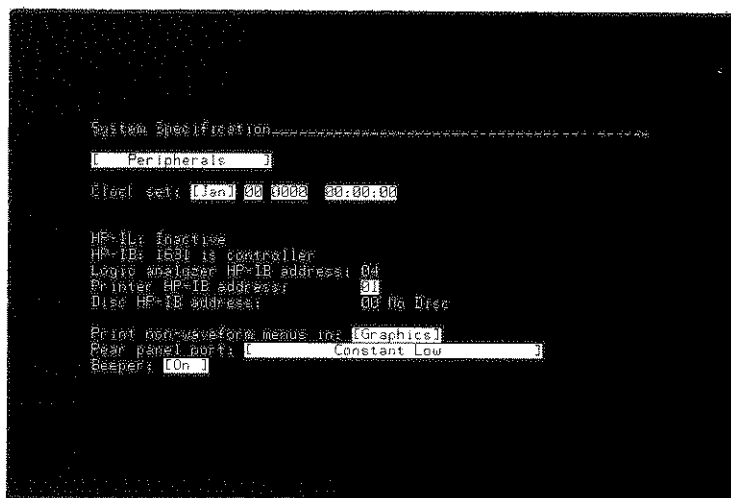 System Specification
[ Peripherals ]
Clock set: [Jan] 00 0000 00:00:00
HP-IL: Inactive
HP-IB: 1631 is controller
Logic analyzer HP-IB address: 04
Printer HP-IB address: 01
Disc HP-IB address: 00 No Disc
Print non-waveform menus in: [Graphics]
Rear panel port: [ Constant Low ]
Beeper: [On ]